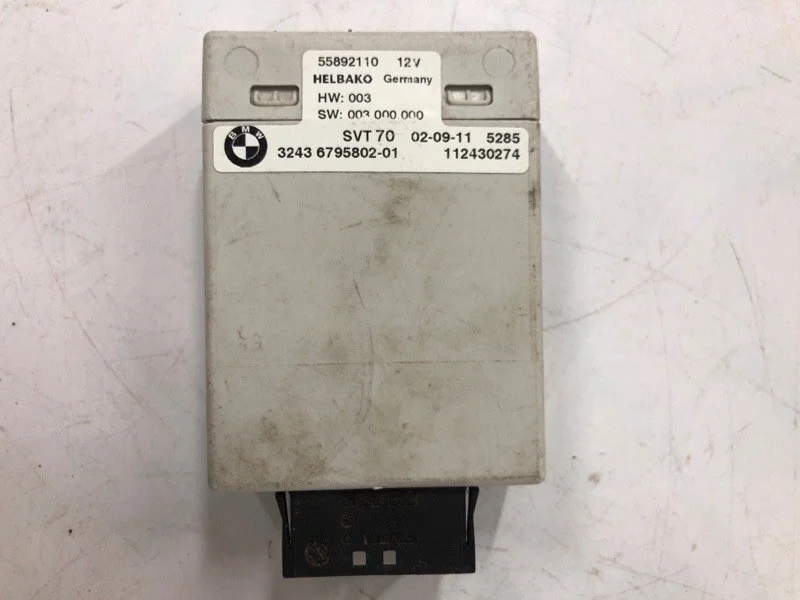 55892110 12V
HELBAKO Germany
HW: 003
SW: 003.000.000
BMW
SVT 70 02-09-11 5285
3243 6795802-01 112430274